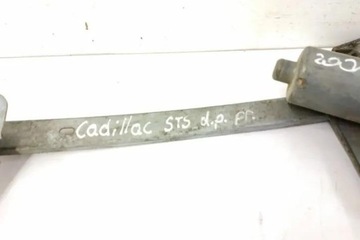 Cadillac STS d.p. pr.